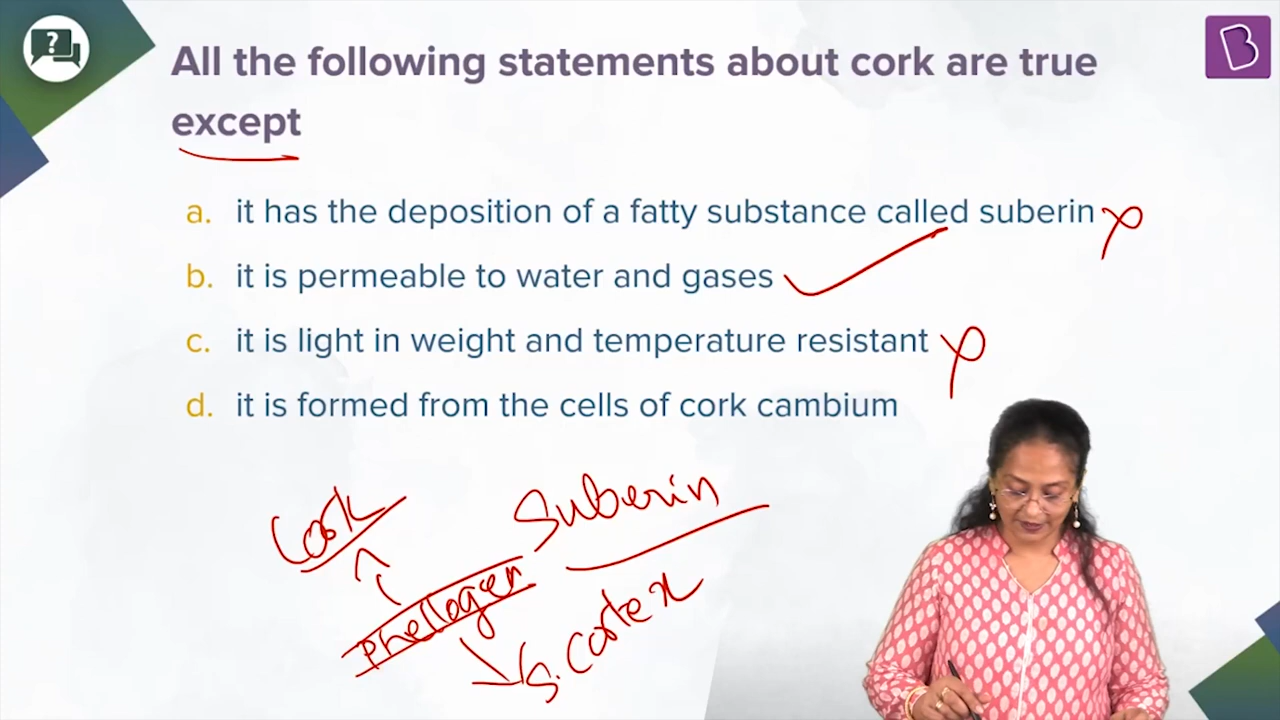 All the following statements about cork are true
except
a. it has the deposition of a fatty substance called suberin
b. it is permeable to water and gases
c. it is light in weight and temperature resistant
d. it is formed from the cells of cork cambium
Cork
Suberin
Phellogen
S. Cortex